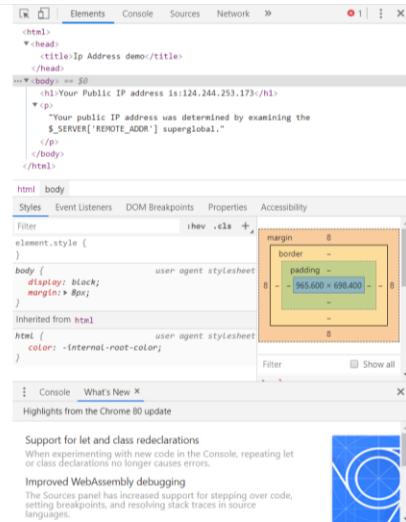 Elements Console Sources Network » 1
<html>
▼<head>
<title>Ip Address demo</title>
</head>
··· ▼<body> == $0
<h1>Your Public IP address is:124.244.253.173</h1>
▼<p>
"Your public IP address was determined by examining the
$_SERVER['REMOTE_ADDR'] superglobal."
</p>
</body>
</html>
html body
Styles Event Listeners DOM Breakpoints Properties Accessibility
Filter :hov .cls +
element.style {
}
body { user agent stylesheet
display: block;
margin:▶ 8px;
}
Inherited from html
html { user agent stylesheet
color: -internal-root-color;
}
margin 8
border –
padding –
8 – – 965.600 × 698.400 – – 8
–
–
8
Filter Show all
Console What's New ×
Highlights from the Chrome 80 update
Support for let and class redeclarations
When experimenting with new code in the Console, repeating let
or class declarations no longer causes errors.
Improved WebAssembly debugging
The Sources panel has increased support for stepping over code,
setting breakpoints, and resolving stack traces in source
languages.